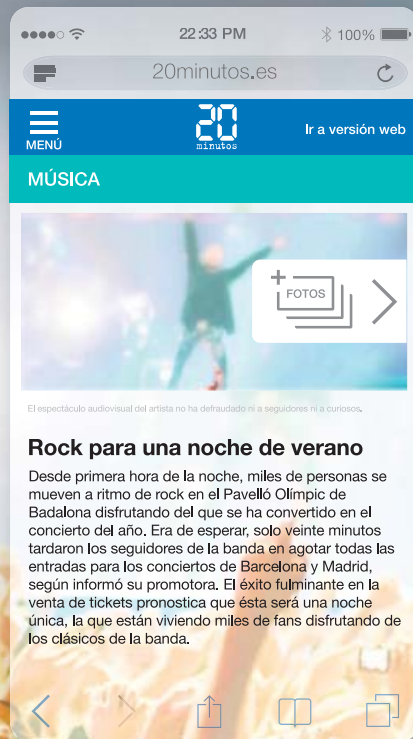 22:33 PM
100%
20minutos.es
MENÚ
20
minutos
Ir a versión web
MÚSICA
FOTOS
El espectáculo audiovisual del artista no ha defraudado ni a seguidores ni a curiosos.
Rock para una noche de verano
Desde primera hora de la noche, miles de personas se
mueven a ritmo de rock en el Pavelló Olímpic de
Badalona disfrutando del que se ha convertido en el
concierto del año. Era de esperar, solo veinte minutos
tardaron los seguidores de la banda en agotar todas las
entradas para los conciertos de Barcelona y Madrid,
según informó su promotora. El éxito fulminante en la
venta de tickets pronostica que ésta será una noche
única, la que están viviendo miles de fans disfrutando de
los clásicos de la banda.